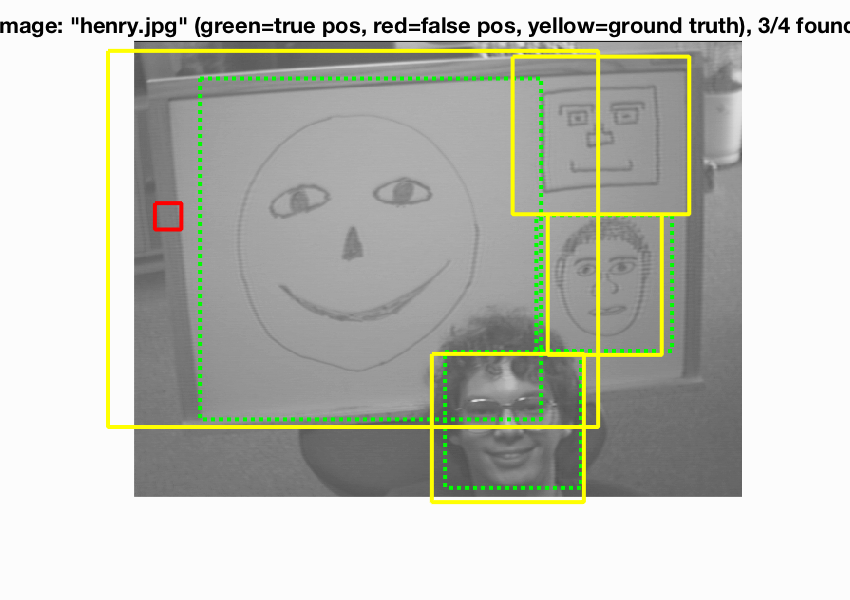 mage: "henry.jpg" (green=true pos, red=false pos, yellow=ground truth), 3/4 found